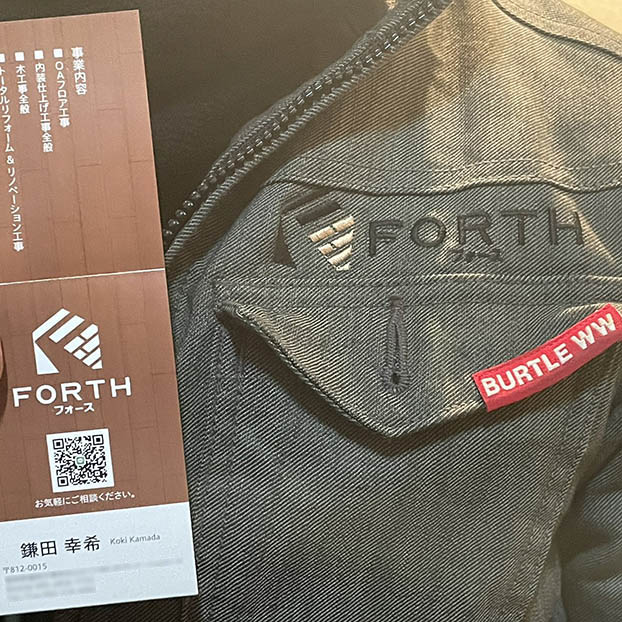 事業内容
■OAフロア工事
■内装仕上げ工事全般
■木工事全般
■トータルリフォーム & リノベーション工事
FORTH
フォース
お気軽にご相談ください。
鎌田 幸希 Koki Kamada
〒812-0015
FORTH
フォース
BURTLE WW